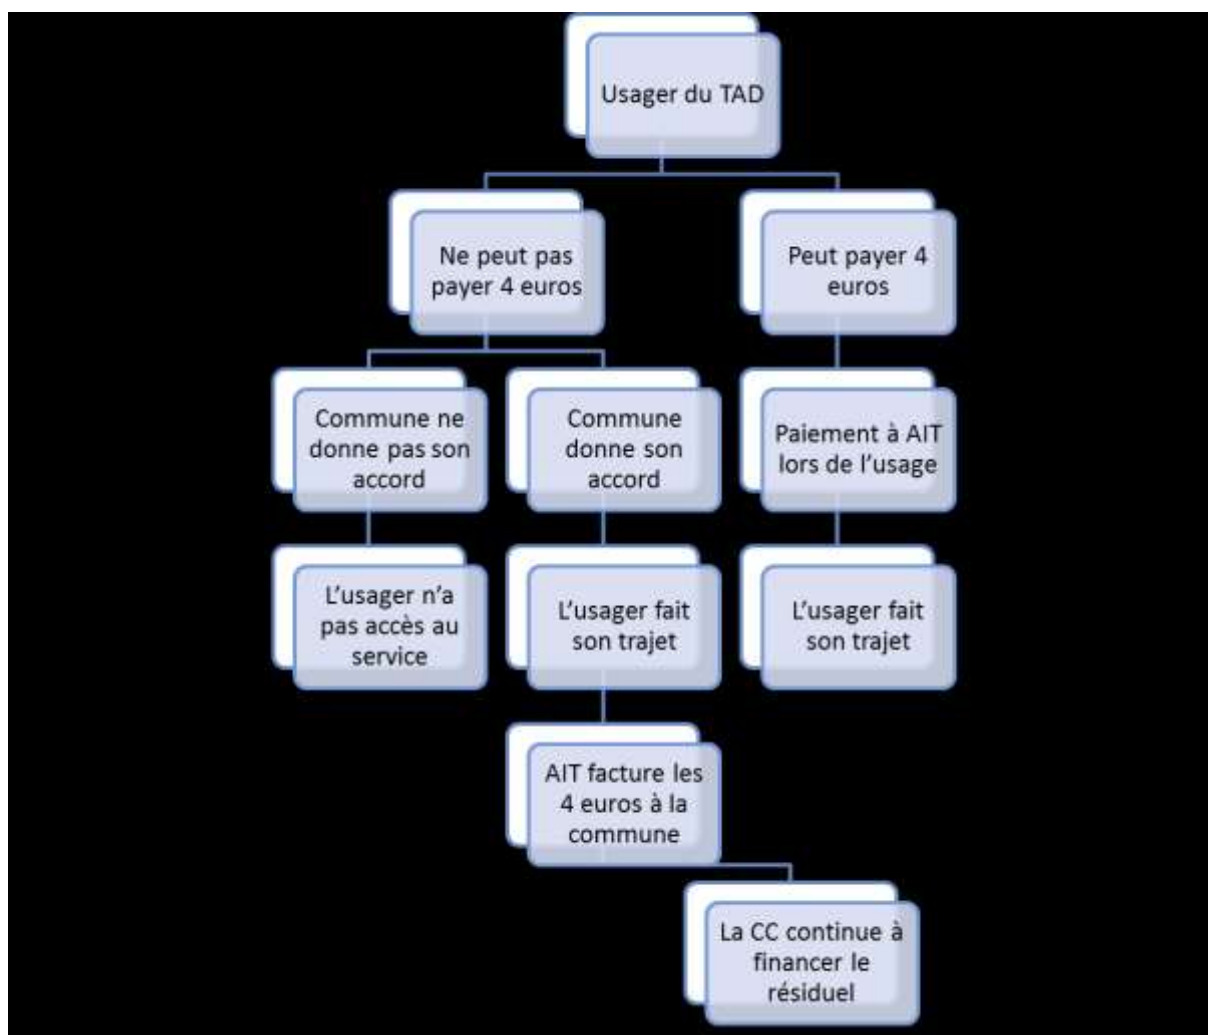 Usager du TAD
Ne peut pas
payer 4 euros
Peut payer 4
euros
Commune ne
donne pas son
accord
Commune
donne son
accord
Paiement à AIT
lors de l'usage
L'usager n'a
pas accès au
service
L'usager fait
son trajet
L'usager fait
son trajet
AIT facture les
4 euros à la
commune
La CC continue à
financer le
résiduel